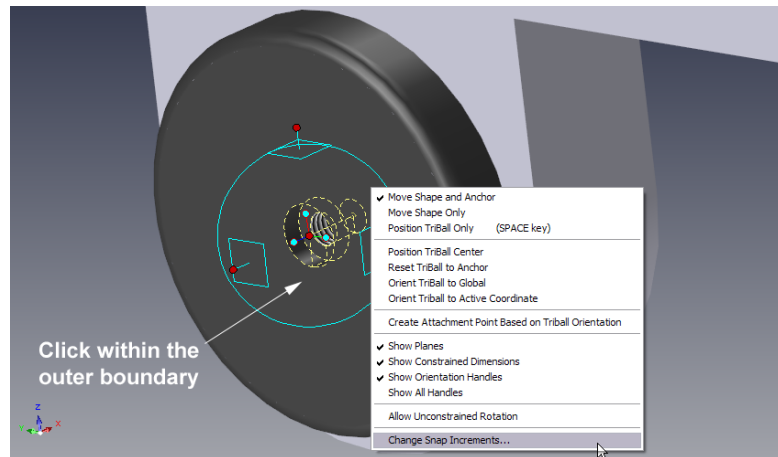 Move Shape and Anchor
Move Shape Only
Position TriBall Only (SPACE key)
Position TriBall Center
Reset TriBall to Anchor
Orient TriBall to Global
Orient Triball to Active Coordinate
Create Attachment Point Based on Triball Orientation
Show Planes
Show Constrained Dimensions
Show Orientation Handles
Show All Handles
Allow Unconstrained Rotation
Change Snap Increments...
Click within the
outer boundary
Z
X